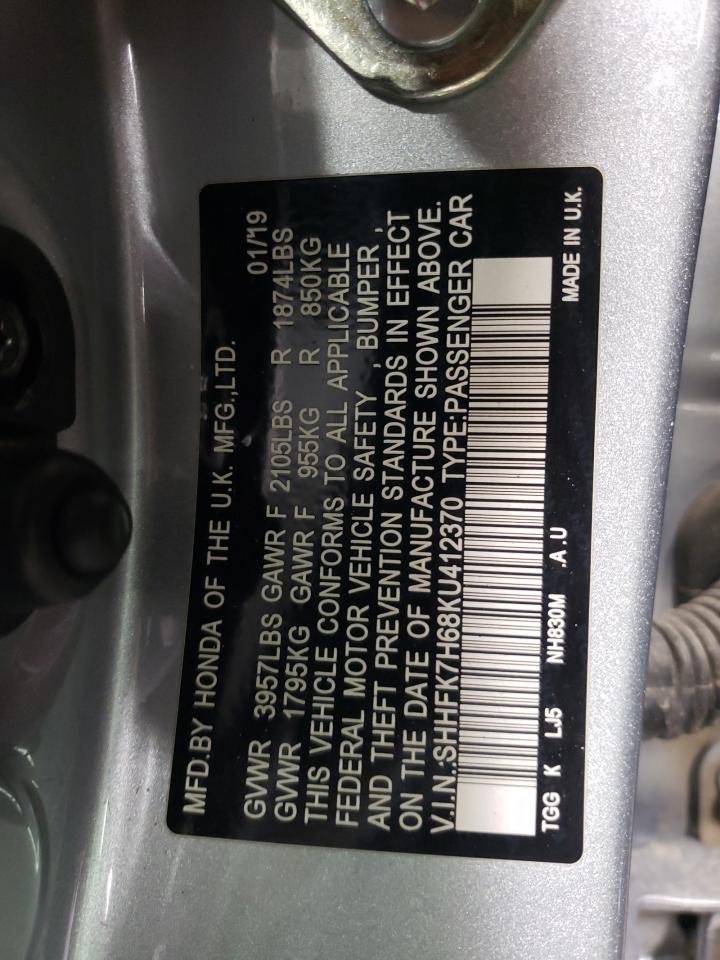 MFD.BY HONDA OF THE U.K. MFG.,LTD. 01/'19
GVWR 3957LBS GAWR F 2105LBS R 1874LBS
GVWR 1795KG GAWR F 955KG R 850KG
THIS VEHICLE CONFORMS TO ALL APPLICABLE
FEDERAL MOTOR VEHICLE SAFETY , BUMPER ,
AND THEFT PREVENTION STANDARDS IN EFFECT
ON THE DATE OF MANUFACTURE SHOWN ABOVE.
V.I.N.:SHHFK7H68KU412370 TYPE:PASSENGER CAR
TGG K LJ5 NH830M .A .U MADE IN U.K.